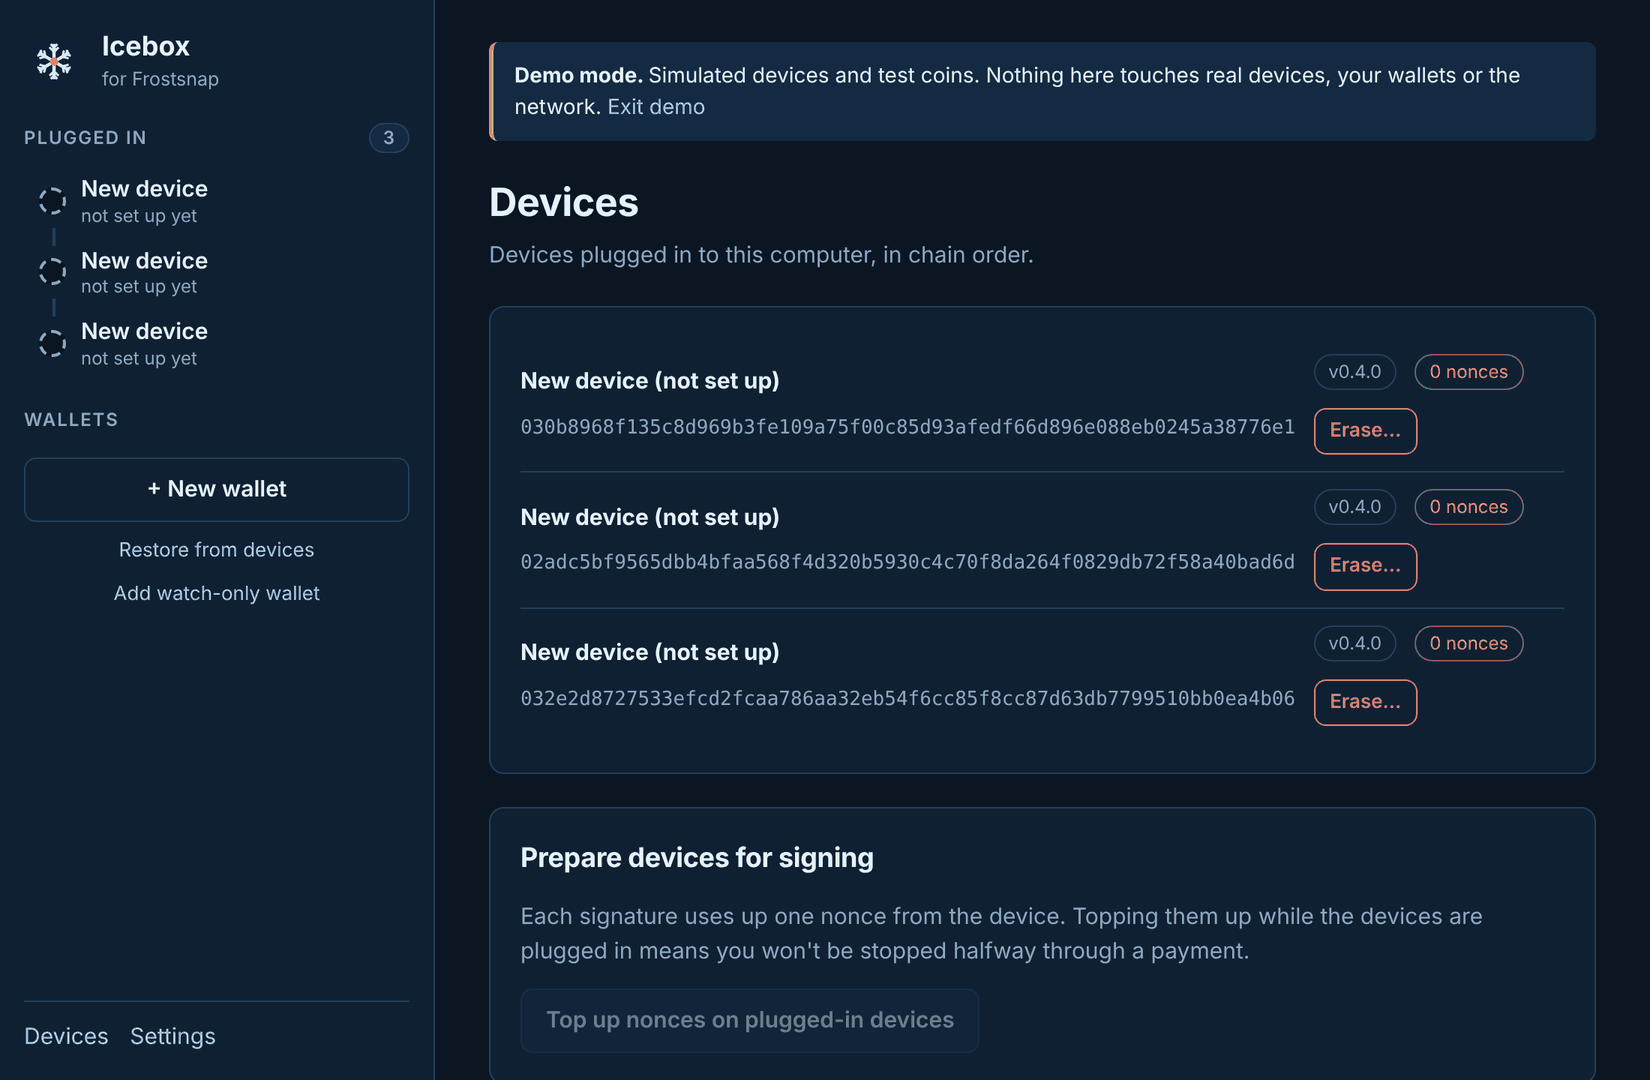 Icebox
for Frostsnap
PLUGGED IN
3
New device
not set up yet
New device
not set up yet
New device
not set up yet
WALLETS
+ New wallet
Restore from devices
Add watch-only wallet
Devices Settings
Demo mode. Simulated devices and test coins. Nothing here touches real devices, your wallets or the
network. Exit demo
Devices
Devices plugged in to this computer, in chain order.
New device (not set up)
030b8968f135c8d969b3fe109a75f00c85d93afedf66d896e088eb0245a38776e1
v0.4.0 0 nonces
Erase...
New device (not set up)
02adc5bf9565dbb4bfaa568f4d320b5930c4c70f8da264f0829db72f58a40bad6d
v0.4.0 0 nonces
Erase...
New device (not set up)
032e2d8727533efcd2fcaa786aa32eb54f6cc85f8cc87d63db7799510bb0ea4b06
v0.4.0 0 nonces
Erase...
Prepare devices for signing
Each signature uses up one nonce from the device. Topping them up while the devices are
plugged in means you won't be stopped halfway through a payment.
Top up nonces on plugged-in devices